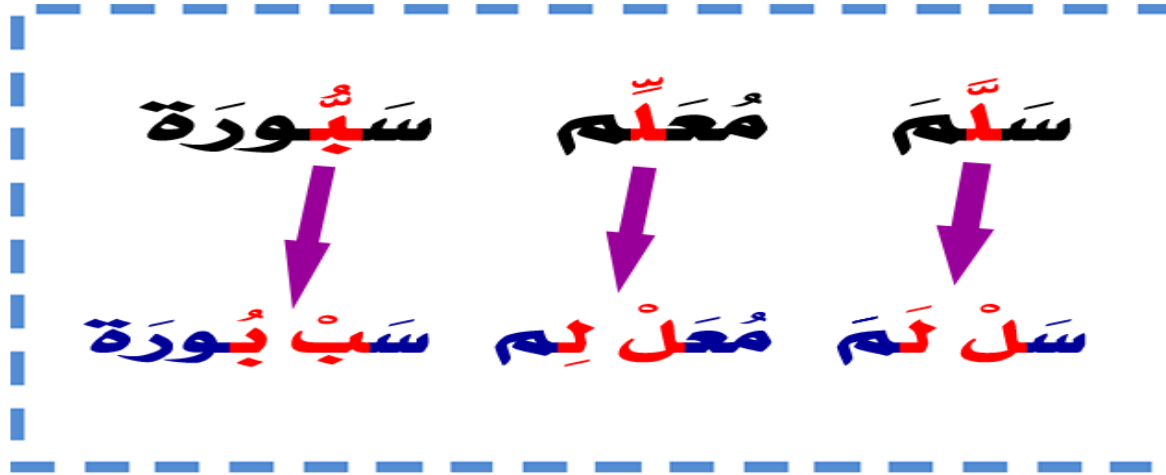 سَلَّمَ مُعَلِّم سَبُّورَة
سَلْ لَمَ مُعَلْ لِم سَبْ بُورَة